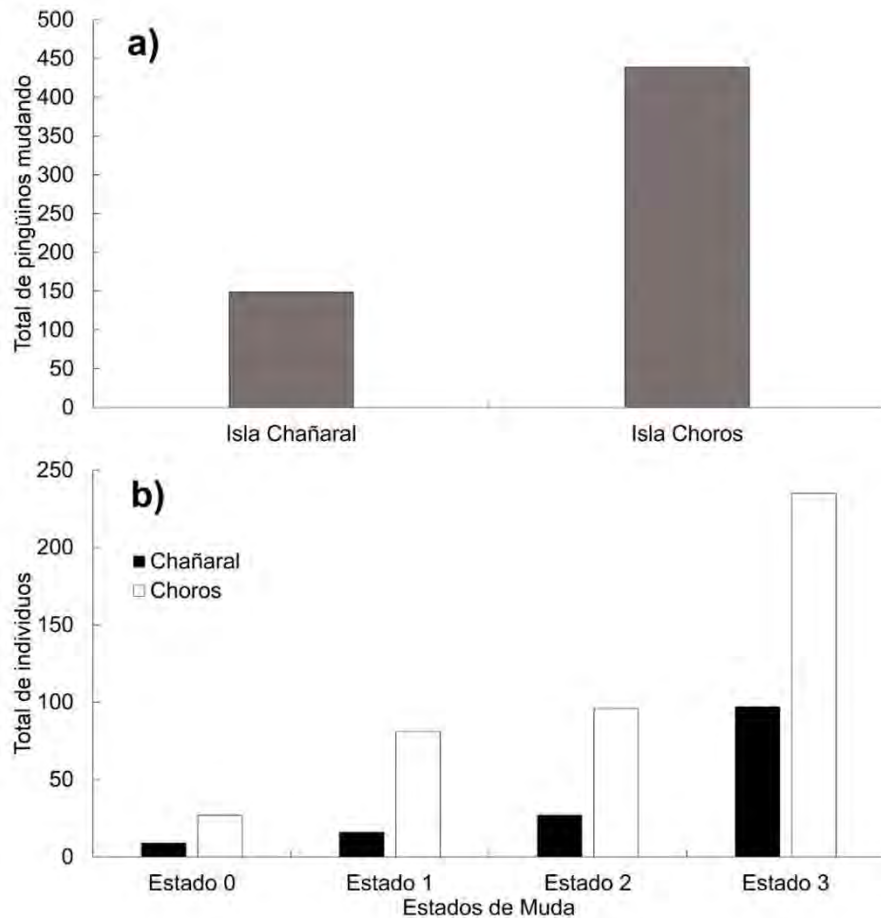 a)
Total de pingüinos mudando
500
450
400
350
300
250
200
150
100
50
0
Isla Chañaral
Isla Choros
b)
Total de individuos
250
200
150
100
50
0
Chañaral
Choros
Estado 0
Estado 1
Estado 2
Estado 3
Estados de Muda